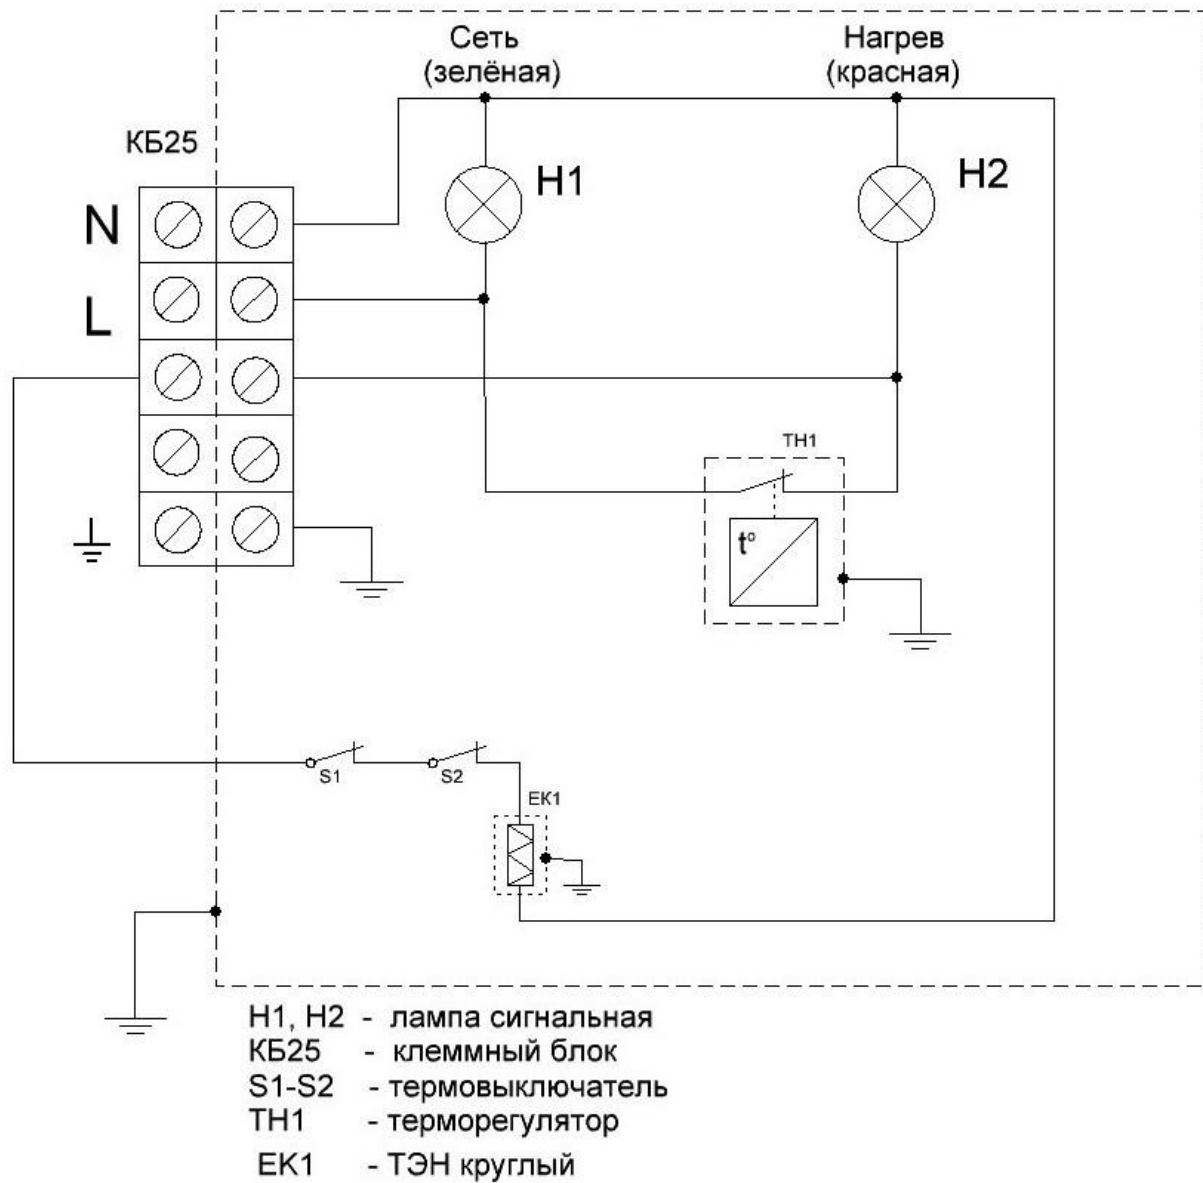 Сеть
(зелёная)
Нагрев
(красная)
КБ25
H1
H2
N
L
TH1
t°
S1
S2
EK1
H1, H2 - лампа сигнальная
КБ25 - клеммный блок
S1-S2 - термовыключатель
TH1 - терморегулятор
EK1 - ТЭН круглый